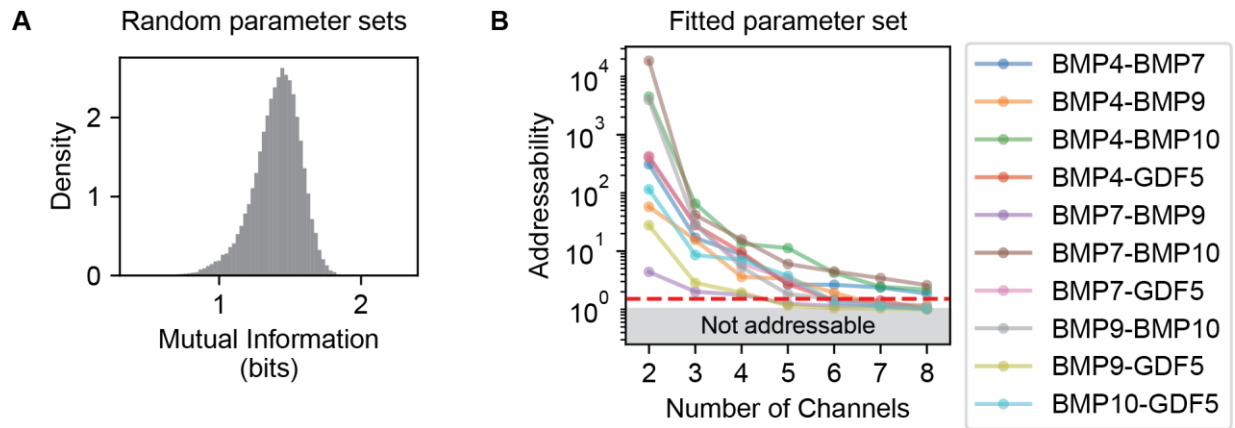 A
Random parameter sets
Density
2
1
0
1
2
Mutual Information
(bits)
B
Fitted parameter set
Addressability
10^4
10^3
10^2
10^1
10^0
Not addressable
2 3 4 5 6 7 8
Number of Channels
BMP4-BMP7
BMP4-BMP9
BMP4-BMP10
BMP4-GDF5
BMP7-BMP9
BMP7-BMP10
BMP7-GDF5
BMP9-BMP10
BMP9-GDF5
BMP10-GDF5